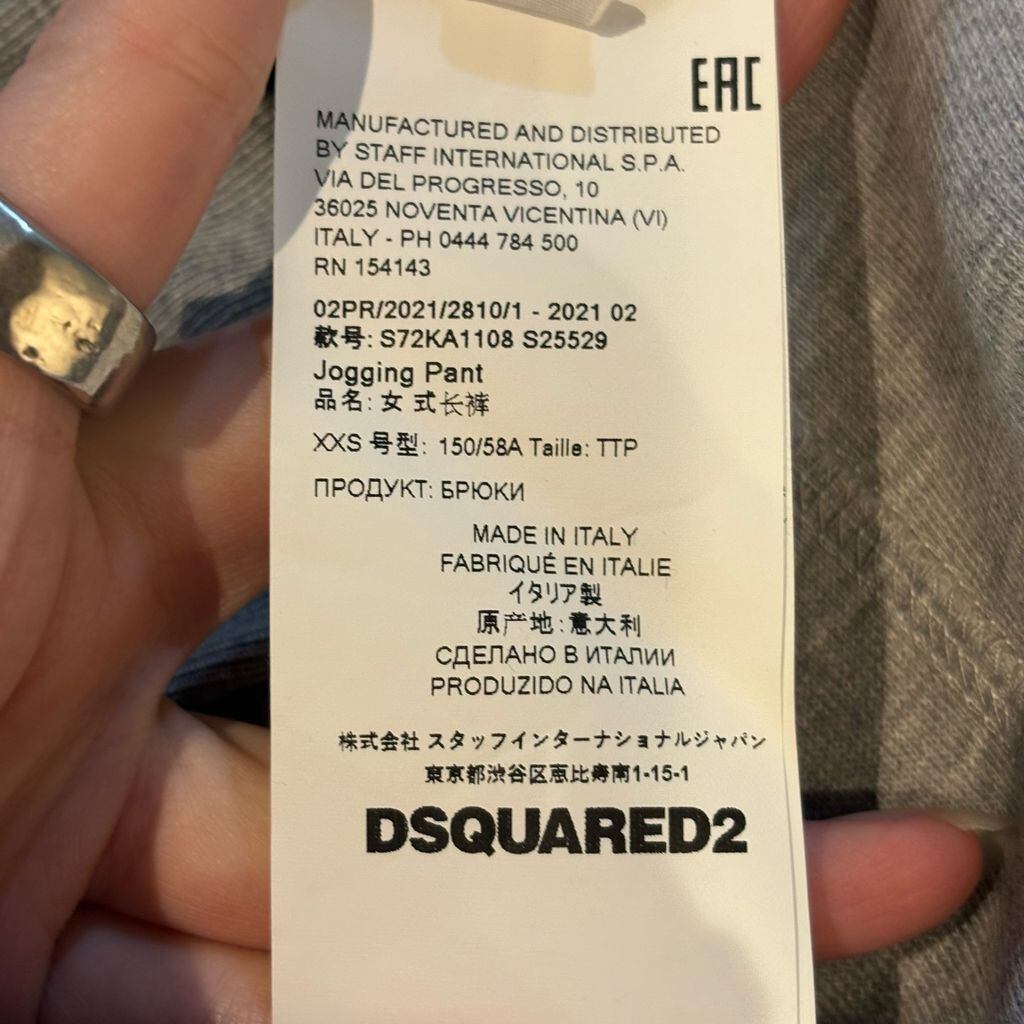 EAC
MANUFACTURED AND DISTRIBUTED
BY STAFF INTERNATIONAL S.P.A.
VIA DEL PROGRESSO, 10
36025 NOVENTA VICENTINA (VI)
ITALY - PH 0444 784 500
RN 154143
02PR/2021/2810/1 - 2021 02
款号: S72KA1108 S25529
Jogging Pant
品名: 女 式长裤
XXS 号型: 150/58A Taille: TTP
ПРОДУКТ: БРЮКИ
MADE IN ITALY
FABRIQUÉ EN ITALIE
イタリア製
原产地: 意大利
СДЕЛАНО В ИТАЛИИ
PRODUZIDO NA ITALIA
株式会社 スタッフインターナショナルジャパン
東京都渋谷区恵比寿南1-15-1
DSQUARED2